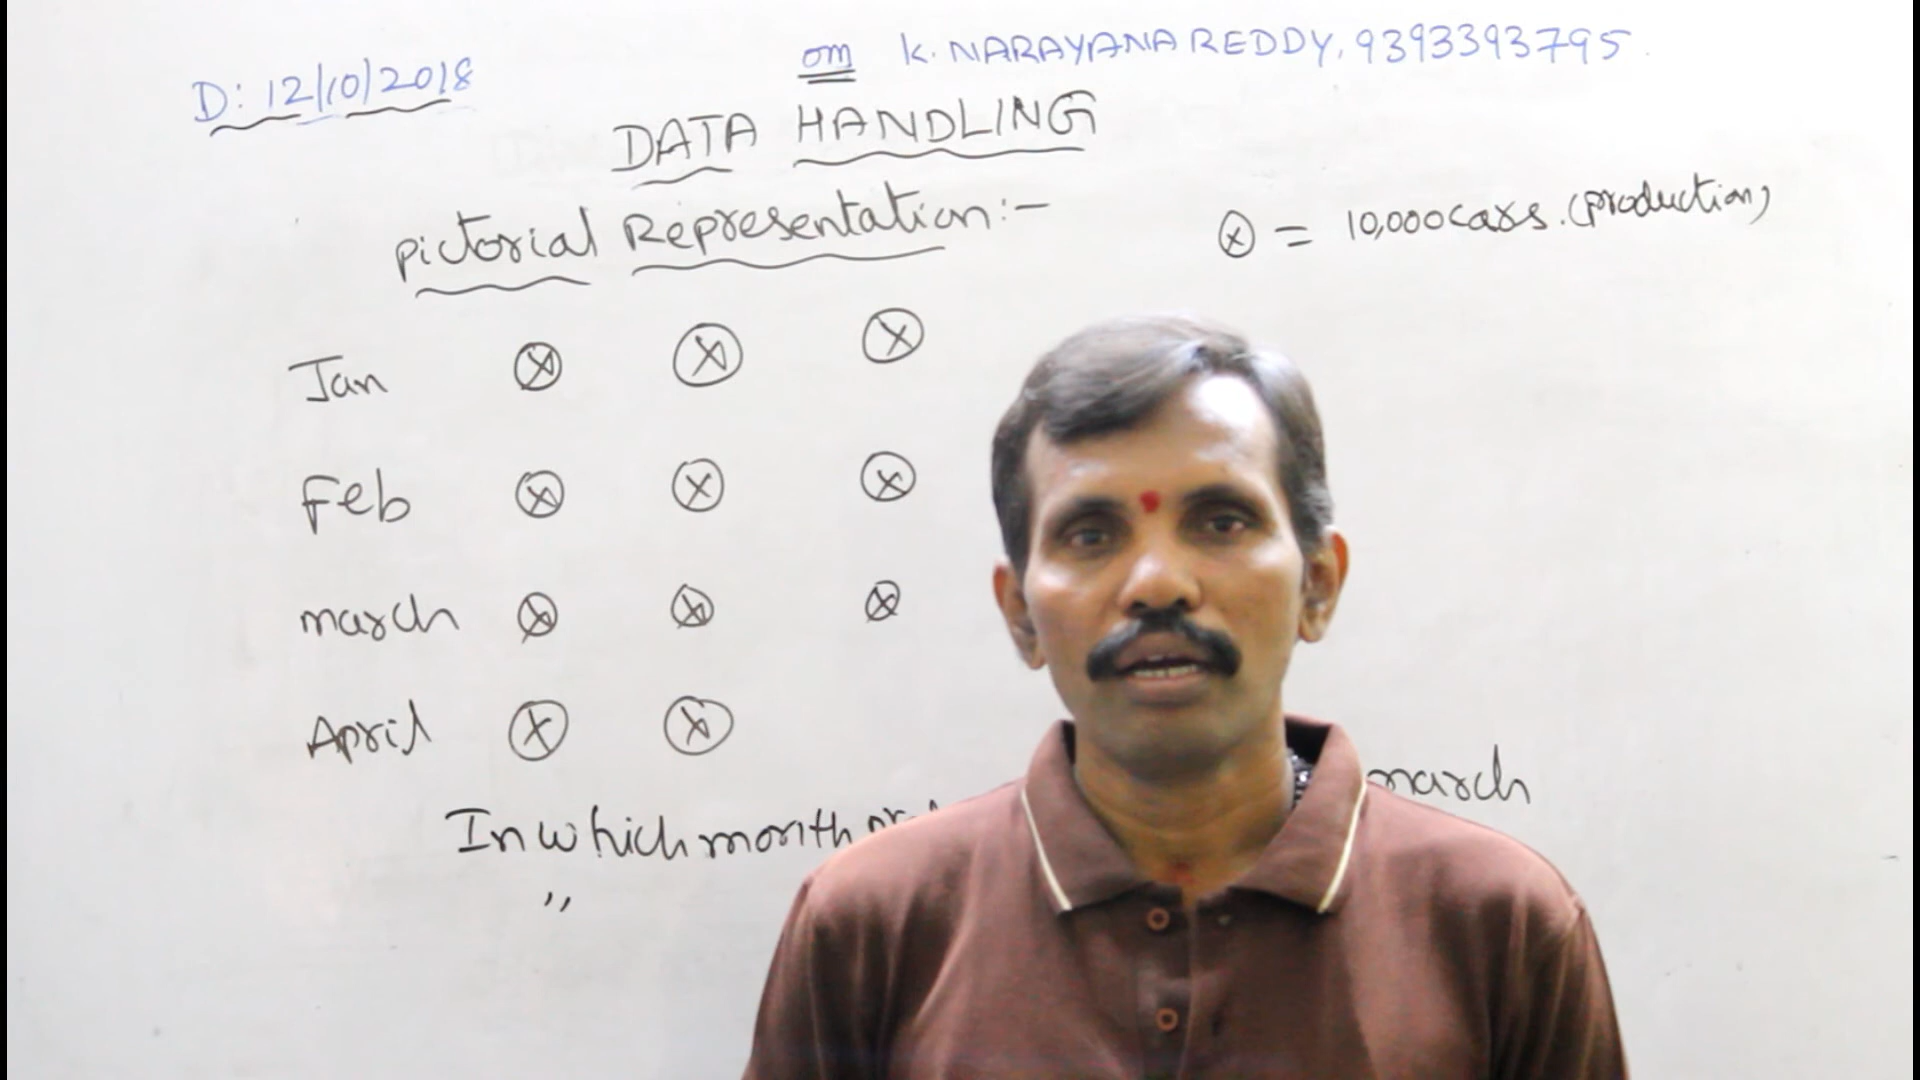 D: 12/10/2018
om K. NARAYANA REDDY, 9393393795
DATA HANDLING
Pictorial Representation:-
ⓧ = 10,000 cars. (production)
Jan ⓧ ⓧ ⓧ
Feb ⓧ ⓧ ⓧ
march ⓧ ⓧ ⓧ
April ⓧ ⓧ
In which month march
,,